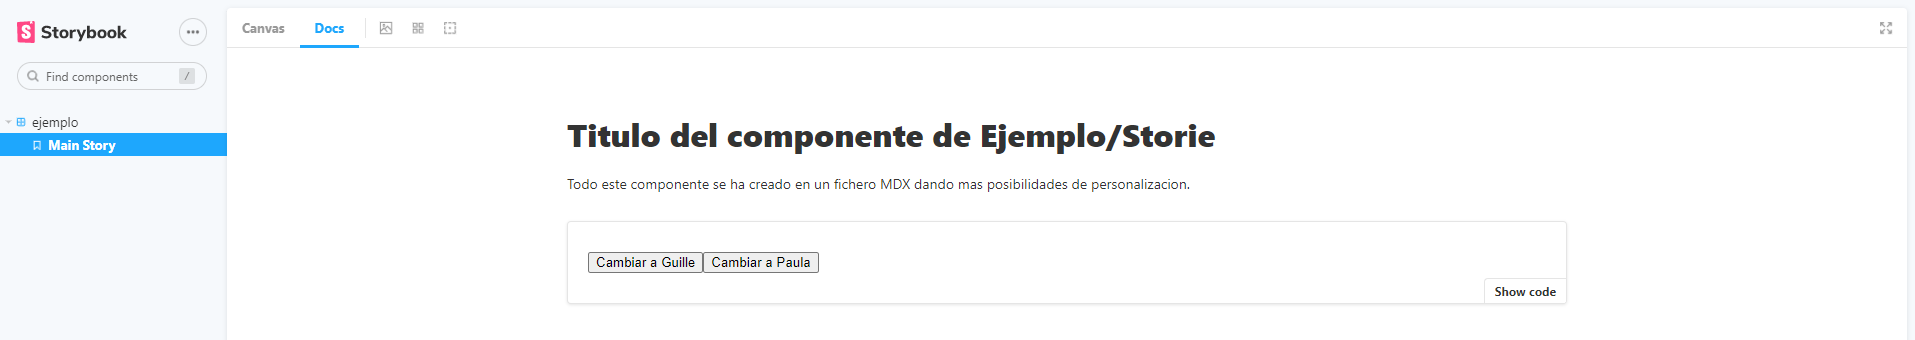 Storybook
Find components /
ejemplo
Main Story
Canvas Docs
Titulo del componente de Ejemplo/Storie
Todo este componente se ha creado en un fichero MDX dando mas posibilidades de personalizacion.
Cambiar a Guille Cambiar a Paula
Show code